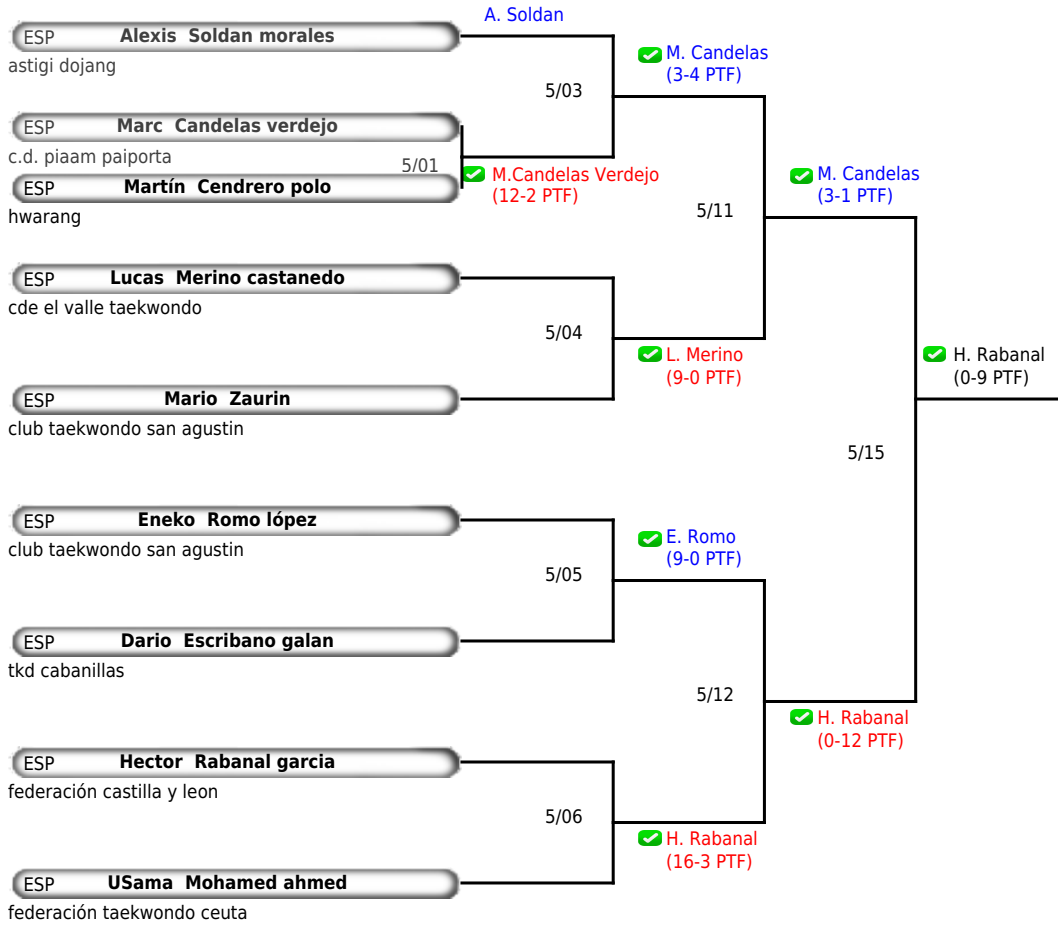 A. Soldan
ESP Alexis Soldan morales
astigi dojang
M. Candelas
(3-4 PTF)
5/03
ESP Marc Candelas verdejo
c.d. piaam paiporta
5/01
M.Candelas Verdejo
(12-2 PTF)
ESP Martín Cendrero polo
hwarang
M. Candelas
(3-1 PTF)
5/11
ESP Lucas Merino castanedo
cde el valle taekwondo
5/04
L. Merino
(9-0 PTF)
H. Rabanal
(0-9 PTF)
ESP Mario Zaurin
club taekwondo san agustin
5/15
ESP Eneko Romo lópez
club taekwondo san agustin
E. Romo
(9-0 PTF)
5/05
ESP Dario Escribano galan
tkd cabanillas
5/12
H. Rabanal
(0-12 PTF)
ESP Hector Rabanal garcia
federación castilla y leon
5/06
H. Rabanal
(16-3 PTF)
ESP USama Mohamed ahmed
federación taekwondo ceuta